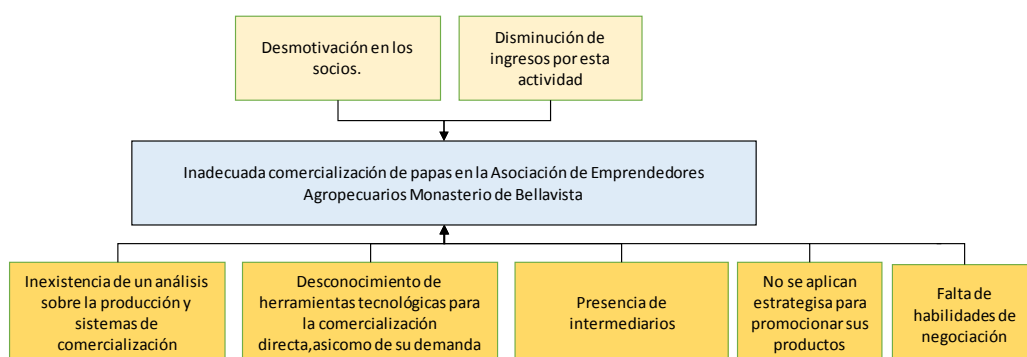 Desmotivación en los
socios.
Disminución de
ingresos por esta
actividad
Inadecuada comercialización de papas en la Asociación de Emprendedores
Agropecuarios Monasterio de Bellavista
Inexistencia de un análisis
sobre la producción y
sistemas de
comercialización
Desconocimiento de
herramientas tecnológicas para
la comercialización
directa,asicomo de su demanda
Presencia de
intermediarios
No se aplican
estrategisa para
promocionar sus
productos
Falta de
habilidades de
negociación